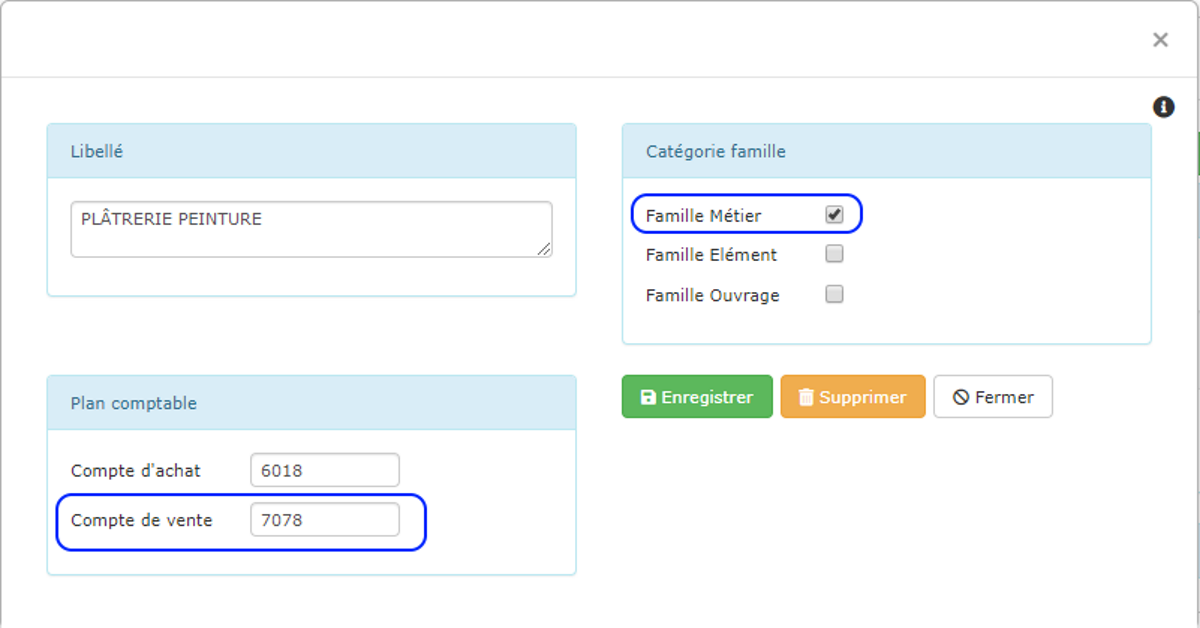 ×
Libellé
PLÂTRERIE PEINTURE
Catégorie famille
Famille Métier
Famille Elément
Famille Ouvrage
Plan comptable
Compte d'achat 6018
Compte de vente 7078
Enregistrer Supprimer Fermer